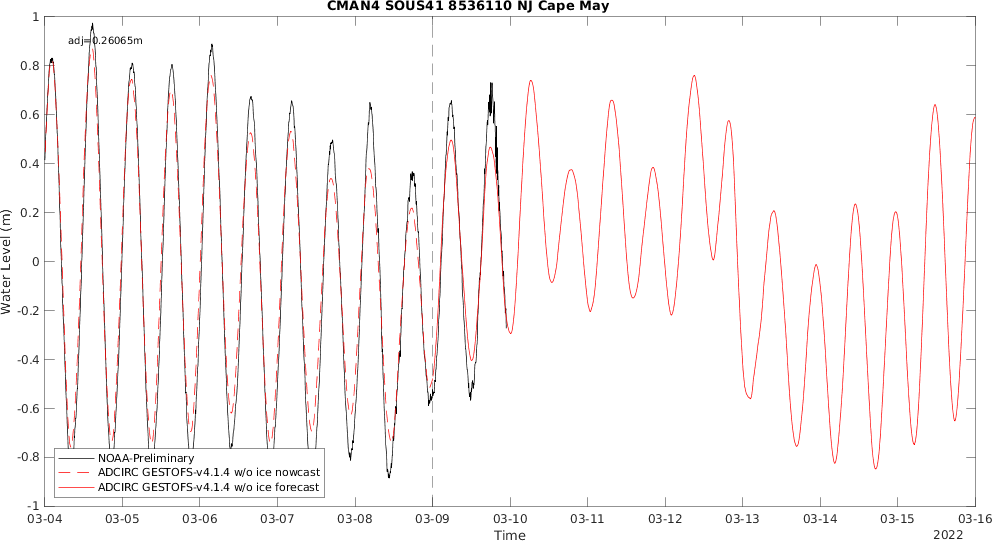 CMAN4 SOUS41 8536110 NJ Cape May
adj=0.26065m
Water Level (m)
1
0.8
0.6
0.4
0.2
0
-0.2
-0.4
-0.6
-0.8
-1
NOAA-Preliminary
ADCIRC GESTOFS-v4.1.4 w/o ice nowcast
ADCIRC GESTOFS-v4.1.4 w/o ice forecast
03-04 03-05 03-06 03-07 03-08 03-09 03-10 03-11 03-12 03-13 03-14 03-15 03-16
Time
2022